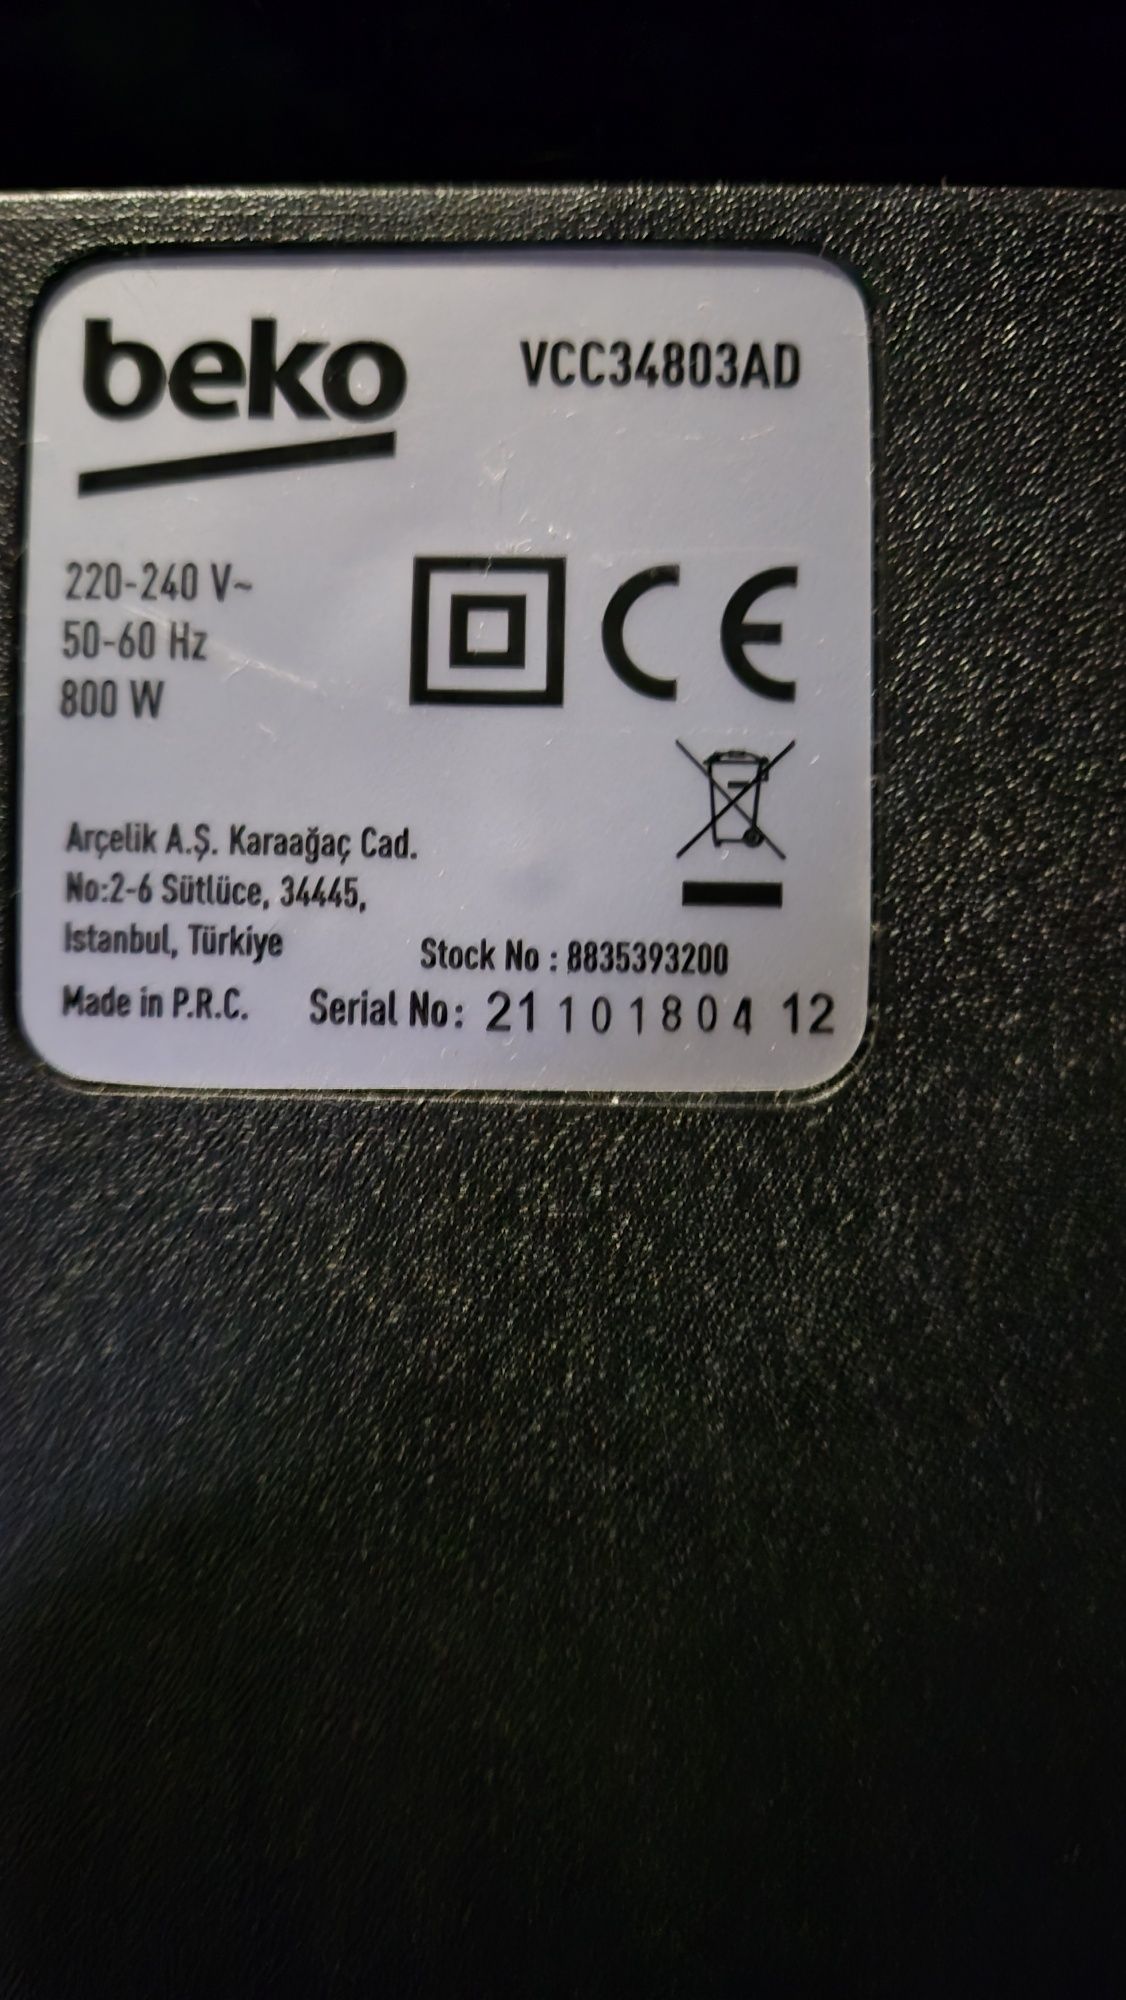 beko
VCC34803AD
220-240 V~
50-60 Hz
800 W
CE
Arçelik A.Ş. Karaağaç Cad.
No:2-6 Sütlüce, 34445,
İstanbul, Türkiye
Stock No : 8835393200
Made in P.R.C.
Serial No: 21 101804 12